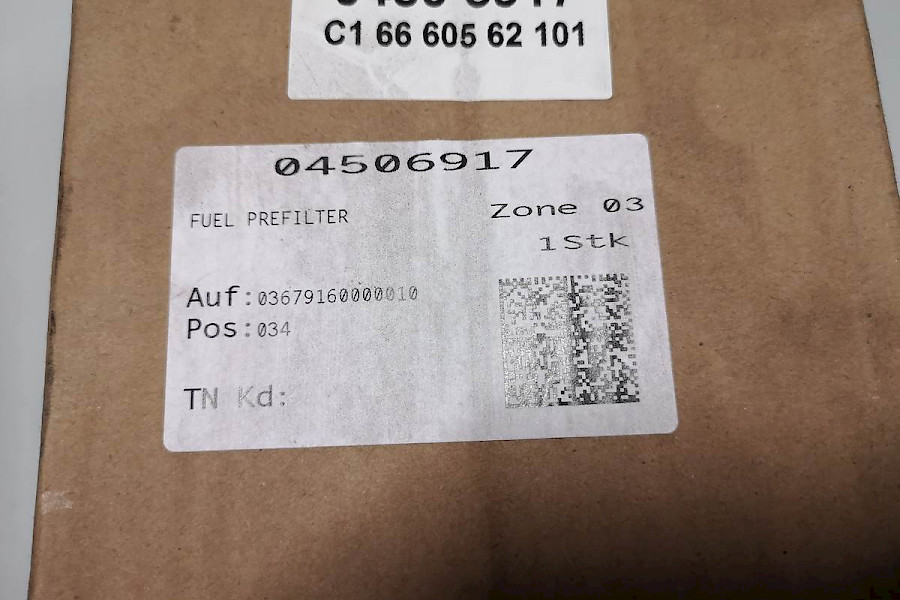 C1 66 605 62 101
04506917
FUEL PREFILTER
Zone 03
1Stk
Auf:03679160000010
Pos:034
TN Kd: